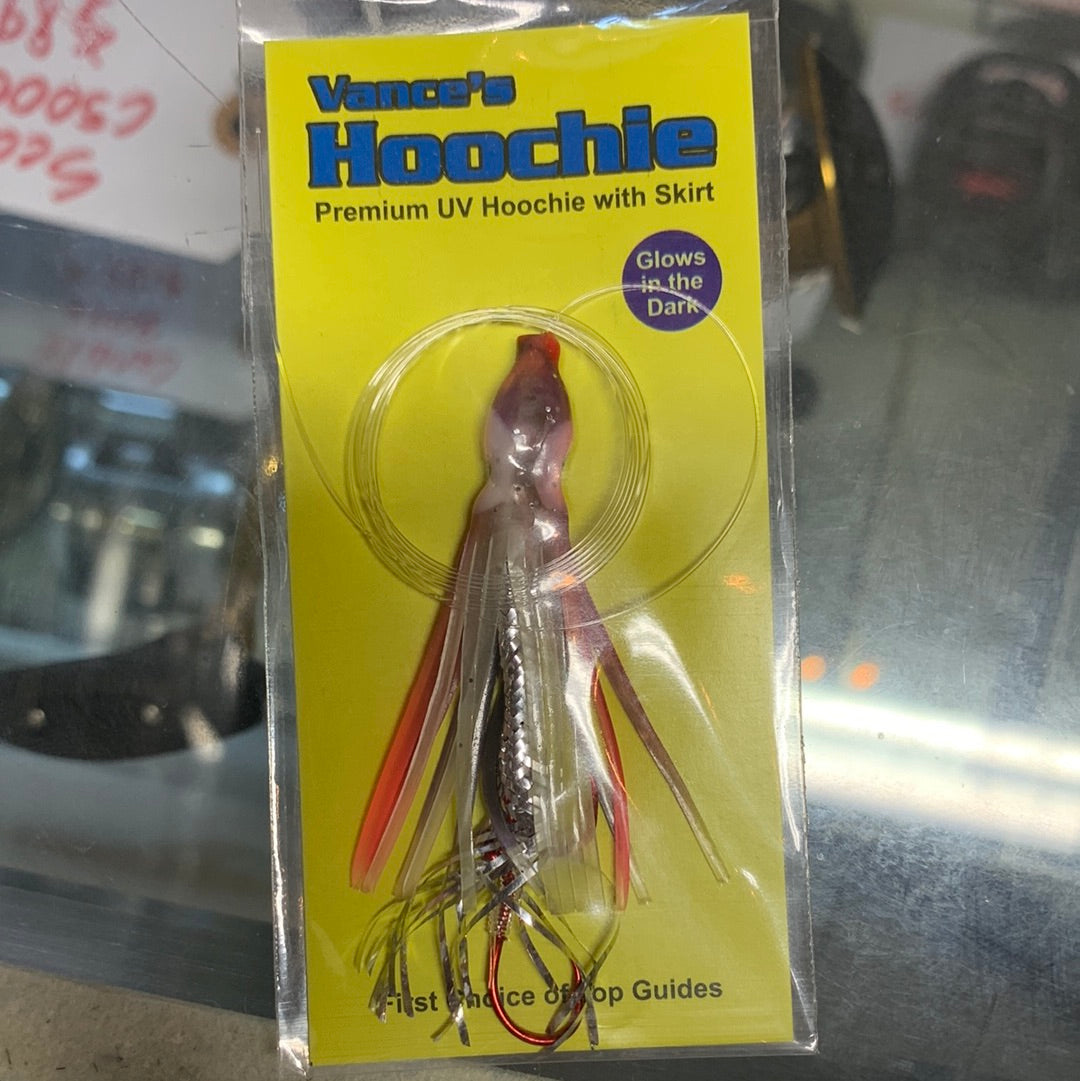 Vance's
Hoochie
Premium UV Hoochie with Skirt
Glows
in the
Dark
First Choice of Top Guides